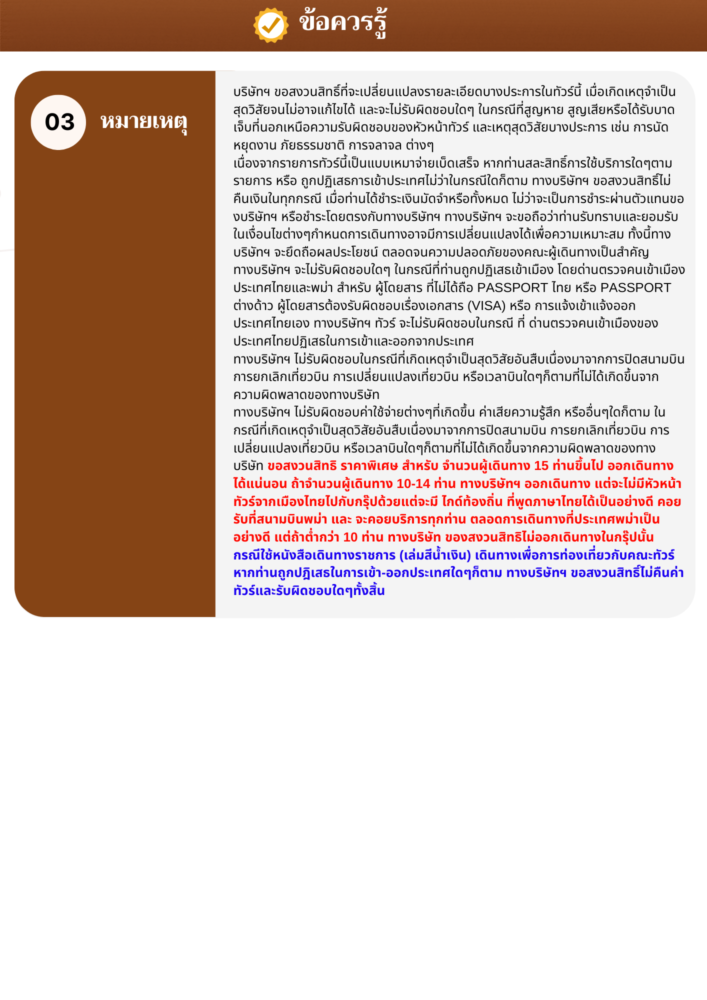 ข้อควรรู้
03 หมายเหตุ
บริษัทฯ ขอสงวนสิทธิ์ที่จะเปลี่ยนแปลงรายละเอียดบางประการในทัวร์นี้ เมื่อเกิดเหตุจำเป็น
สุดวิสัยจนไม่อาจแก้ไขได้ และจะไม่รับผิดชอบใดๆ ในกรณีที่สูญหาย สูญเสียหรือได้รับบาด
เจ็บที่นอกเหนือความรับผิดชอบของหัวหน้าทัวร์ และเหตุสุดวิสัยบางประการ เช่น การนัด
หยุดงาน ภัยธรรมชาติ การจลาจล ต่างๆ
เนื่องจากรายการทัวร์นี้เป็นแบบเหมาจ่ายเบ็ดเสร็จ หากท่านสละสิทธิ์การใช้บริการใดๆตาม
รายการ หรือ ถูกปฏิเสธการเข้าประเทศไม่ว่าในกรณีใดก็ตาม ทางบริษัทฯ ขอสงวนสิทธิ์ไม่
คืนเงินในทุกกรณี เมื่อท่านได้ชำระเงินมัดจำหรือทั้งหมด ไม่ว่าจะเป็นการชำระผ่านตัวแทนขอ
งบริษัทฯ หรือชำระโดยตรงกับทางบริษัทฯ ทางบริษัทฯ จะขอถือว่าท่านรับทราบและยอมรับ
ในเงื่อนไขต่างๆกำหนดการเดินทางอาจมีการเปลี่ยนแปลงได้เพื่อความเหมาะสม ทั้งนี้ทาง
บริษัทฯ จะยึดถือผลประโยชน์ ตลอดจนความปลอดภัยของคณะผู้เดินทางเป็นสำคัญ
ทางบริษัทฯ จะไม่รับผิดชอบใดๆ ในกรณีที่ท่านถูกปฏิเสธเข้าเมือง โดยด่านตรวจคนเข้าเมือง
ประเทศไทยและพม่า สำหรับ ผู้โดยสาร ที่ไม่ได้ถือ PASSPORT ไทย หรือ PASSPORT
ต่างด้าว ผู้โดยสารต้องรับผิดชอบเรื่องเอกสาร (VISA) หรือ การแจ้งเข้าแจ้งออก
ประเทศไทยเอง ทางบริษัทฯ ทัวร์ จะไม่รับผิดชอบในกรณี ที่ ด่านตรวจคนเข้าเมืองของ
ประเทศไทยปฏิเสธในการเข้าและออกจากประเทศ
ทางบริษัทฯ ไม่รับผิดชอบในกรณีที่เกิดเหตุจำเป็นสุดวิสัยอันสืบเนื่องมาจากการปิดสนามบิน
การยกเลิกเที่ยวบิน การเปลี่ยนแปลงเที่ยวบิน หรือเวลาบินใดๆก็ตามที่ไม่ได้เกิดขึ้นจาก
ความผิดพลาดของทางบริษัท
ทางบริษัทฯ ไม่รับผิดชอบค่าใช้จ่ายต่างๆที่เกิดขึ้น ค่าเสียความรู้สึก หรืออื่นๆใดก็ตาม ใน
กรณีที่เกิดเหตุจำเป็นสุดวิสัยอันสืบเนื่องมาจากการปิดสนามบิน การยกเลิกเที่ยวบิน การ
เปลี่ยนแปลงเที่ยวบิน หรือเวลาบินใดๆก็ตามที่ไม่ได้เกิดขึ้นจากความผิดพลาดของทาง
บริษัท ขอสงวนสิทธิ ราคาพิเศษ สำหรับ จำนวนผู้เดินทาง 15 ท่านขึ้นไป ออกเดินทาง
ได้แน่นอน ถ้าจำนวนผู้เดินทาง 10-14 ท่าน ทางบริษัทฯ ออกเดินทาง แต่จะไม่มีหัวหน้า
ทัวร์จากเมืองไทยไปกับกรุ๊ปด้วยแต่จะมี ไกด์ท้องถิ่น ที่พูดภาษาไทยได้เป็นอย่างดี คอย
รับที่สนามบินพม่า และ จะคอยบริการทุกท่าน ตลอดการเดินทางที่ประเทศพม่าเป็น
อย่างดี แต่ถ้าต่ำกว่า 10 ท่าน ทางบริษัท ของสงวนสิทธิไม่ออกเดินทางในกรุ๊ปนั้น
กรณีใช้หนังสือเดินทางราชการ (เล่มสีน้ำเงิน) เดินทางเพื่อการท่องเที่ยวกับคณะทัวร์
หากท่านถูกปฎิเสธในการเข้า-ออกประเทศใดๆก็ตาม ทางบริษัทฯ ขอสงวนสิทธิ์ไม่คืนค่า
ทัวร์และรับผิดชอบใดๆทั้งสิ้น